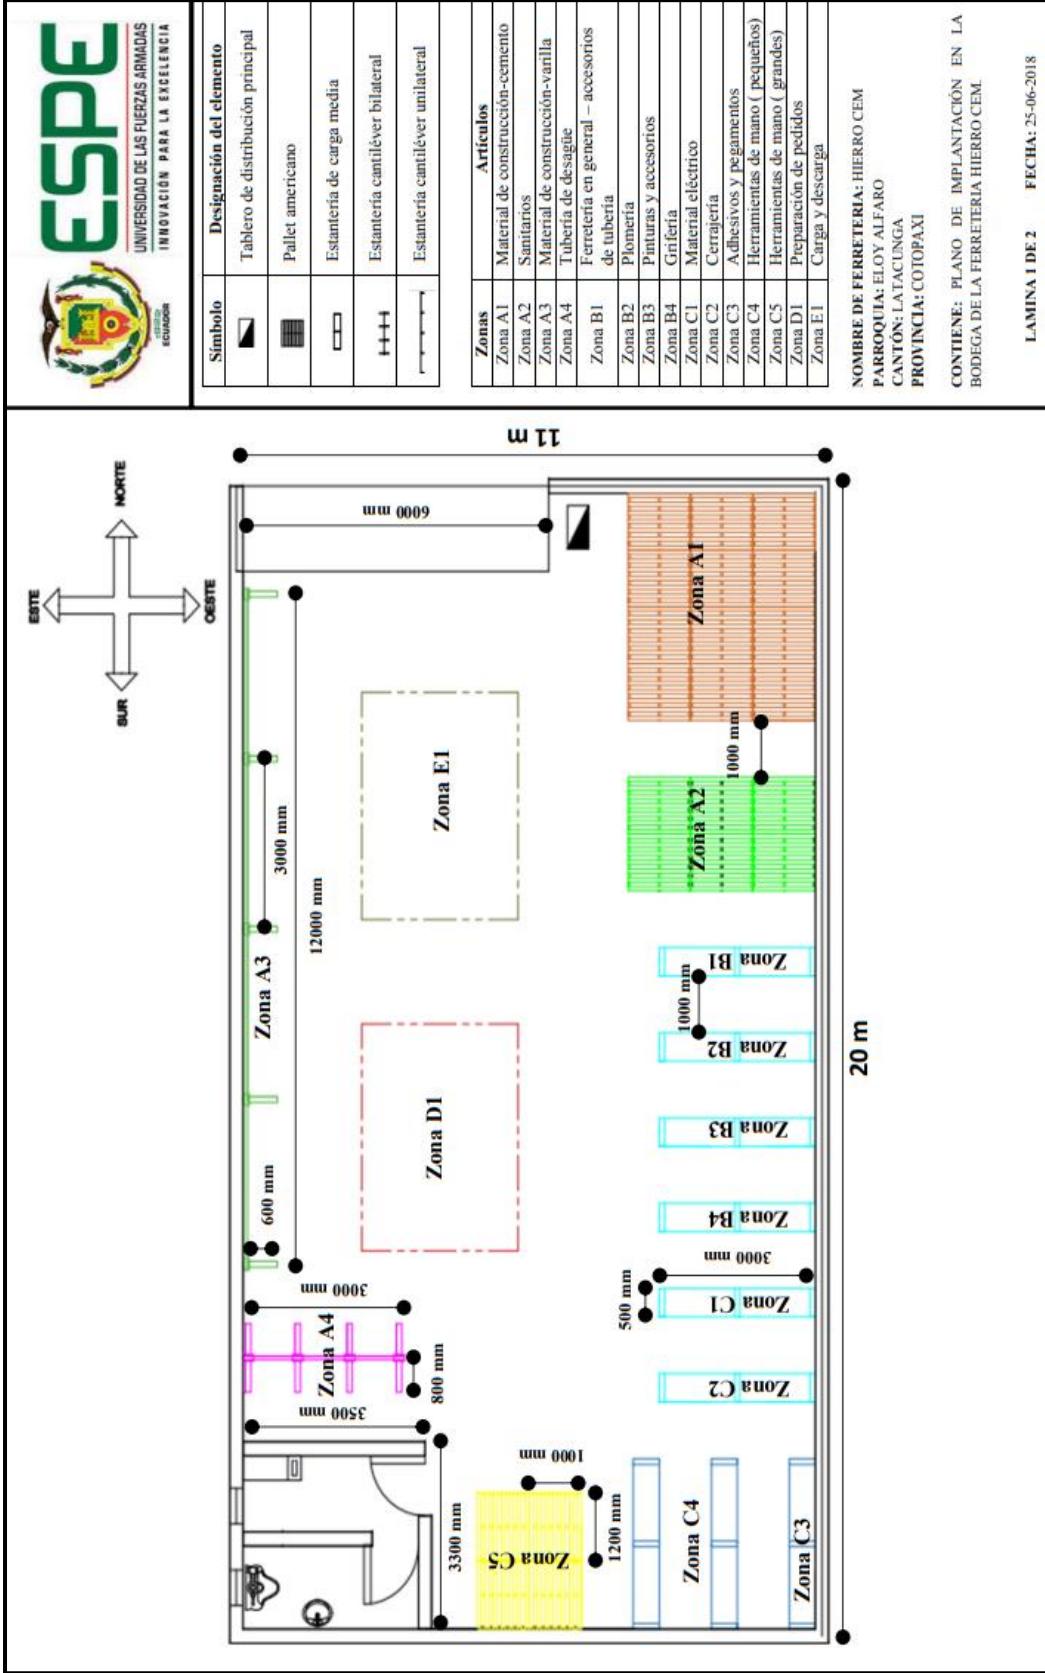 ESPE
UNIVERSIDAD DE LAS FUERZAS ARMADAS
INNOVACIÓN PARA LA EXCELENCIA
ECUADOR
Símbolo Designación del elemento
Tablero de distribución principal
Pallet americano
Estantería de carga media
Estantería cantiléver bilateral
Estantería cantiléver unilateral
Zonas Artículos
Zona A1 Material de construcción-cemento
Zona A2 Sanitarios
Zona A3 Material de construcción-varilla
Zona A4 Tubería de desagüe
Zona B1 Ferretería en general – accesorios
de tubería
Zona B2 Plomería
Zona B3 Pinturas y accesorios
Zona B4 Grifería
Zona C1 Material eléctrico
Zona C2 Cerrajería
Zona C3 Adhesivos y pegamentos
Zona C4 Herramientas de mano ( pequeños)
Zona C5 Herramientas de mano ( grandes)
Zona D1 Preparación de pedidos
Zona E1 Carga y descarga
NOMBRE DE FERRETERIA: HIERRO CEM
PARROQUIA: ELOY ALFARO
CANTÓN: LATACUNGA
PROVINCIA: COTOPAXI
CONTIENE: PLANO DE IMPLANTACIÓN EN LA
BODEGA DE LA FERRETERIA HIERRO CEM.
LAMINA 1 DE 2 FECHA: 25-06-2018
ESTE
NORTE
SUR
OESTE
11 m
6000 mm
Zona A3
3000 mm
12000 mm
600 mm
3000 mm
Zona A4
800 mm
3500 mm
3300 mm
Zona E1
Zona D1
Zona A1
1000 mm
Zona A2
Zona B1
1000 mm
Zona B2
Zona B3
Zona B4
3000 mm
500 mm
Zona C1
Zona C2
1000 mm
Zona C5
1200 mm
Zona C4
Zona C3
20 m